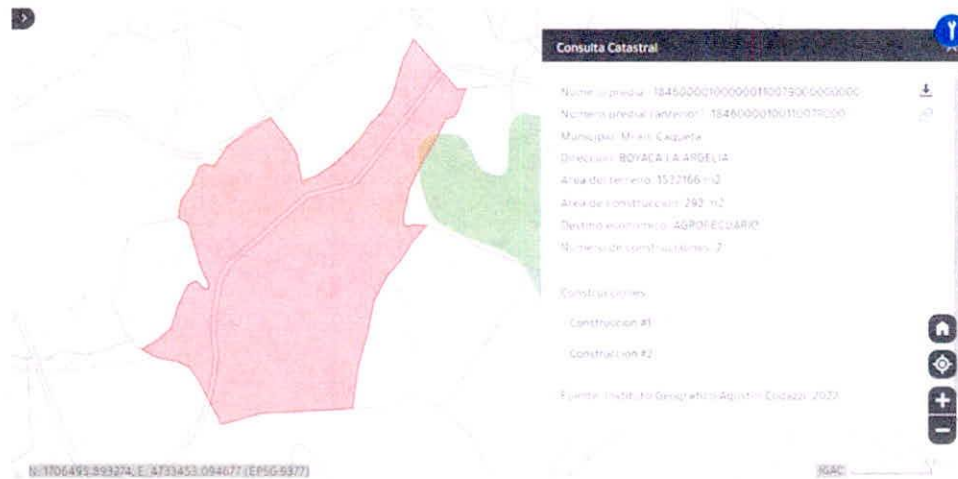 Consulta Catastral
Número predial: 184600001000000110079000000000
Número predial (anterior): 18460000100110079000
Municipio: Milán, Caquetá
Dirección: BOYACA LA ARGELIA
Área del terreno: 1532166 m2
Área de construcción: 292 m2
Destino económico: AGROPECUARIO
Número de construcciones: 2
Construcciones
Construcción #1
Construcción #2
Fuente: Instituto Geográfico Agustín Codazzi, 2022
N: 1706495.893274, E: 4733453.094677 (EPSG:9377)
IGAC